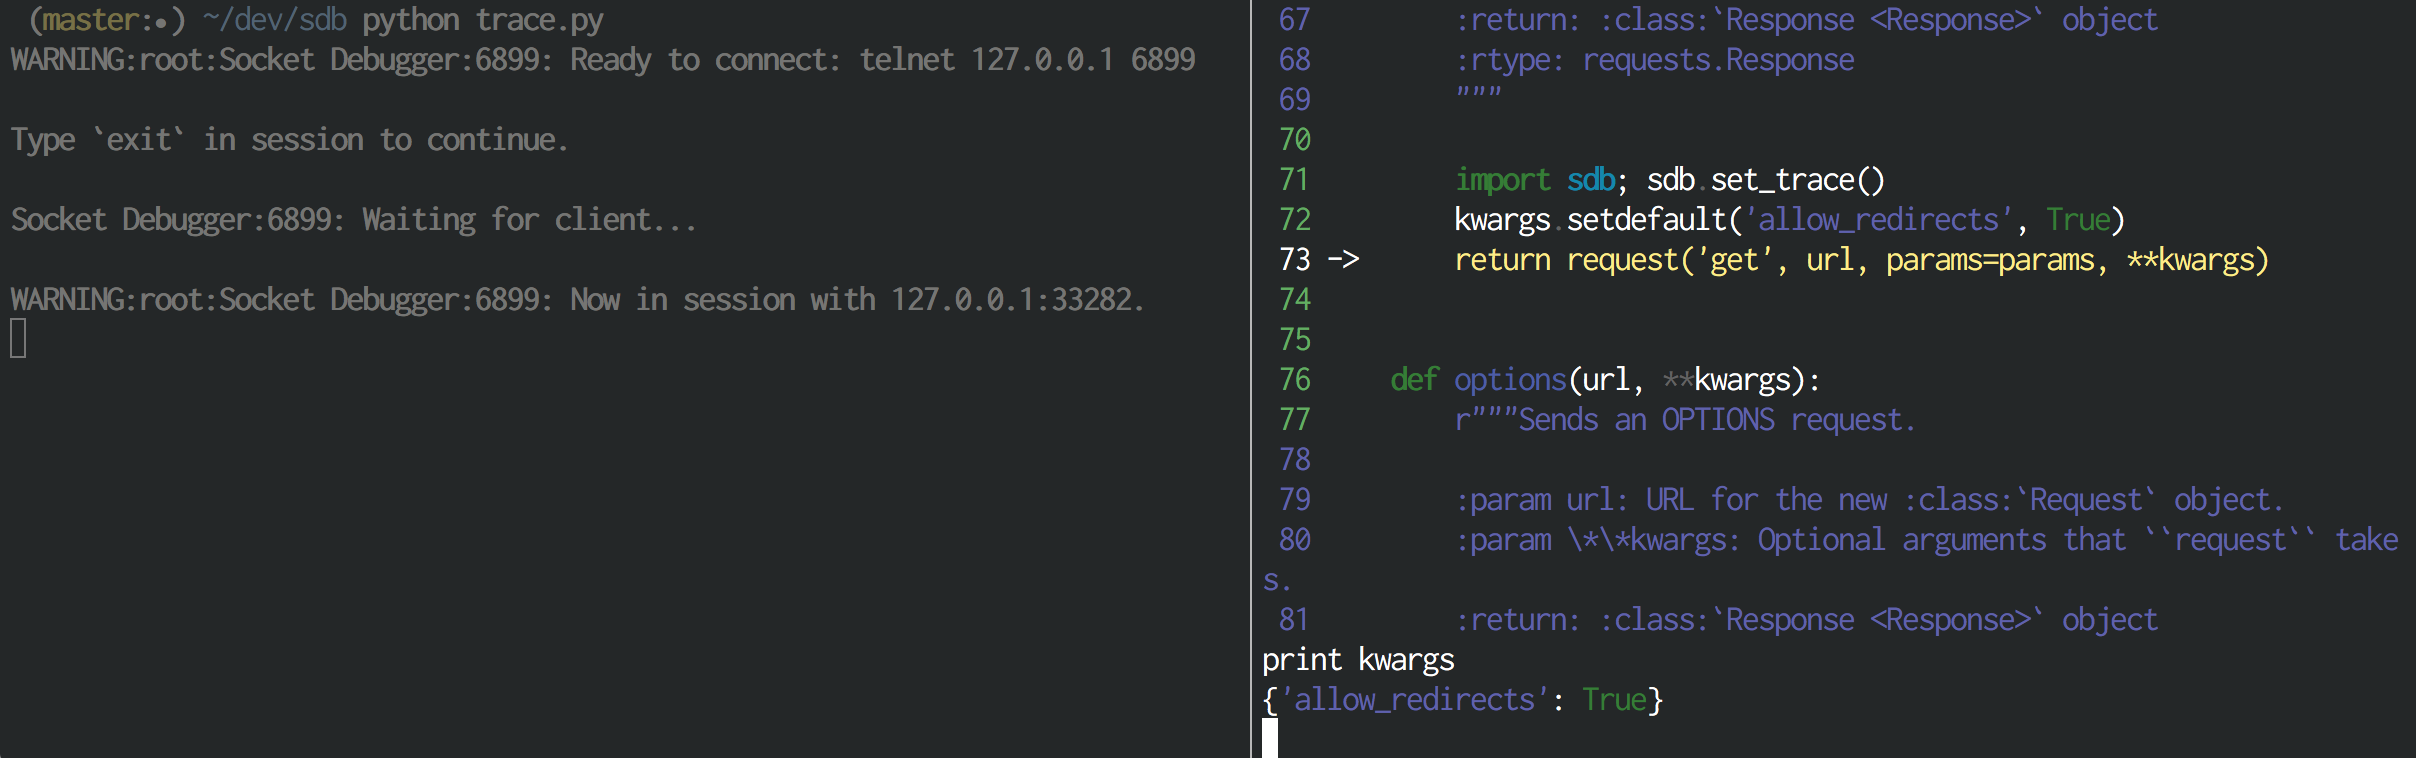 (master:•) ~/dev/sdb python trace.py
WARNING:root:Socket Debugger:6899: Ready to connect: telnet 127.0.0.1 6899
Type `exit` in session to continue.
Socket Debugger:6899: Waiting for client...
WARNING:root:Socket Debugger:6899: Now in session with 127.0.0.1:33282.
67         :return: :class:`Response <Response>` object
68         :rtype: requests.Response
69         """
70
71         import sdb; sdb.set_trace()
72         kwargs.setdefault('allow_redirects', True)
73 ->      return request('get', url, params=params, **kwargs)
74
75
76     def options(url, **kwargs):
77         r"""Sends an OPTIONS request.
78
79         :param url: URL for the new :class:`Request` object.
80         :param \*\*kwargs: Optional arguments that ``request`` take
s.
81         :return: :class:`Response <Response>` object
print kwargs
{'allow_redirects': True}